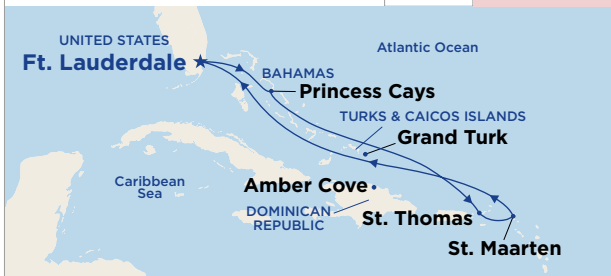 UNITED STATES
Ft. Lauderdale
Atlantic Ocean
BAHAMAS
Princess Cays
TURKS & CAICOS ISLANDS
Grand Turk
Caribbean
Sea
Amber Cove
DOMINICAN
REPUBLIC
St. Thomas
St. Maarten